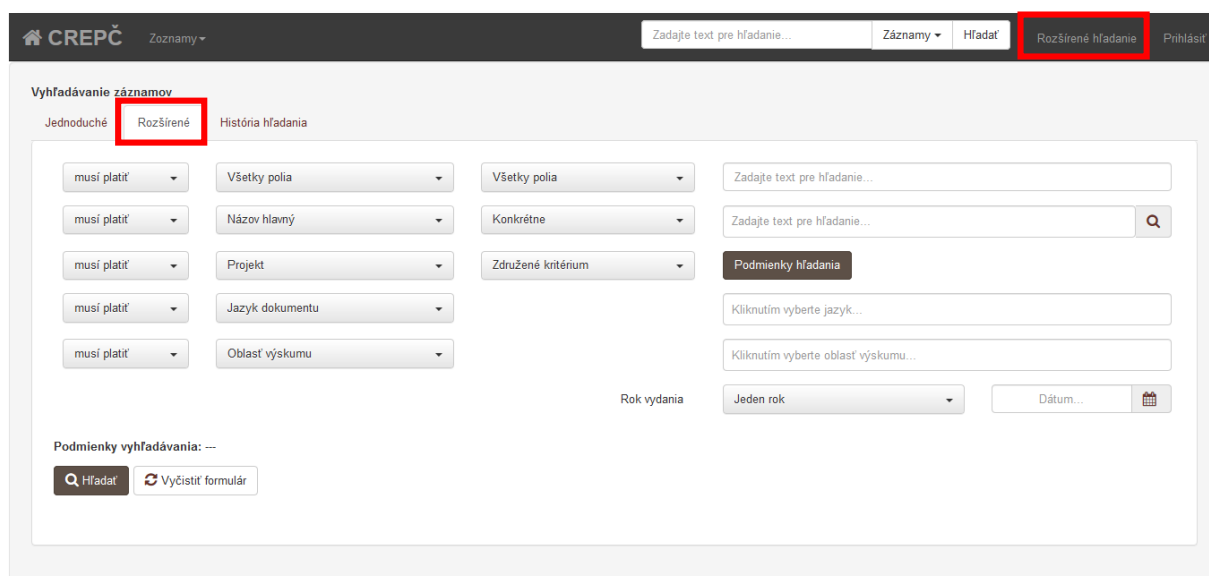 CREPČ Zoznamy Zadajte text pre hľadanie... Záznamy Hľadať Rozšírené hľadanie Prihlásiť
Vyhľadávanie záznamov
Jednoduché Rozšírené História hľadania
musí platiť Všetky polia Všetky polia Zadajte text pre hľadanie...
musí platiť Názov hlavný Konkrétne Zadajte text pre hľadanie...
musí platiť Projekt Združené kritérium Podmienky hľadania
musí platiť Jazyk dokumentu Kliknutím vyberte jazyk...
musí platiť Oblasť výskumu Kliknutím vyberte oblasť výskumu...
Rok vydania Jeden rok Dátum...
Podmienky vyhľadávania: ---
Hľadať Vyčistiť formulár